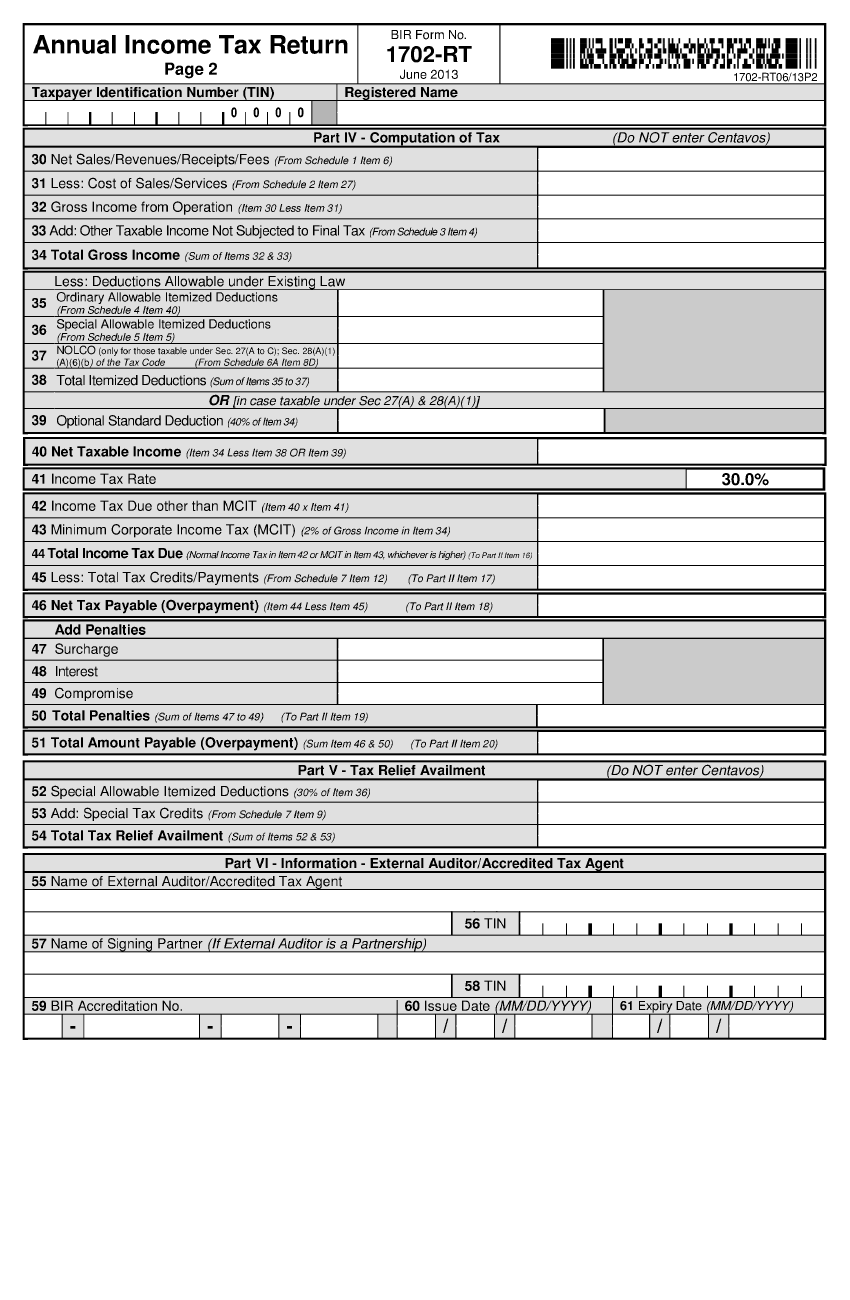 Annual Income Tax Return
Page 2
BIR Form No.
1702-RT
June 2013
1702-RT06/13P2
Taxpayer Identification Number (TIN) Registered Name
0 0 0 0
Part IV - Computation of Tax (Do NOT enter Centavos)
30 Net Sales/Revenues/Receipts/Fees (From Schedule 1 Item 6)
31 Less: Cost of Sales/Services (From Schedule 2 Item 27)
32 Gross Income from Operation (Item 30 Less Item 31)
33 Add: Other Taxable Income Not Subjected to Final Tax (From Schedule 3 Item 4)
34 Total Gross Income (Sum of Items 32 & 33)
Less: Deductions Allowable under Existing Law
35 Ordinary Allowable Itemized Deductions
(From Schedule 4 Item 40)
36 Special Allowable Itemized Deductions
(From Schedule 5 Item 5)
37 NOLCO (only for those taxable under Sec. 27(A to C); Sec. 28(A)(1)
(A)(6)(b) of the Tax Code (From Schedule 6A Item 8D)
38 Total Itemized Deductions (Sum of Items 35 to 37)
OR [in case taxable under Sec 27(A) & 28(A)(1)]
39 Optional Standard Deduction (40% of Item 34)
40 Net Taxable Income (Item 34 Less Item 38 OR Item 39)
41 Income Tax Rate 30.0%
42 Income Tax Due other than MCIT (Item 40 x Item 41)
43 Minimum Corporate Income Tax (MCIT) (2% of Gross Income in Item 34)
44 Total Income Tax Due (Normal Income Tax in Item 42 or MCIT in Item 43, whichever is higher) (To Part II Item 16)
45 Less: Total Tax Credits/Payments (From Schedule 7 Item 12) (To Part II Item 17)
46 Net Tax Payable (Overpayment) (Item 44 Less Item 45) (To Part II Item 18)
Add Penalties
47 Surcharge
48 Interest
49 Compromise
50 Total Penalties (Sum of Items 47 to 49) (To Part II Item 19)
51 Total Amount Payable (Overpayment) (Sum Item 46 & 50) (To Part II Item 20)
Part V - Tax Relief Availment (Do NOT enter Centavos)
52 Special Allowable Itemized Deductions (30% of Item 36)
53 Add: Special Tax Credits (From Schedule 7 Item 9)
54 Total Tax Relief Availment (Sum of Items 52 & 53)
Part VI - Information - External Auditor/Accredited Tax Agent
55 Name of External Auditor/Accredited Tax Agent
56 TIN
57 Name of Signing Partner (If External Auditor is a Partnership)
58 TIN
59 BIR Accreditation No. 60 Issue Date (MM/DD/YYYY) 61 Expiry Date (MM/DD/YYYY)
- - - / / / /